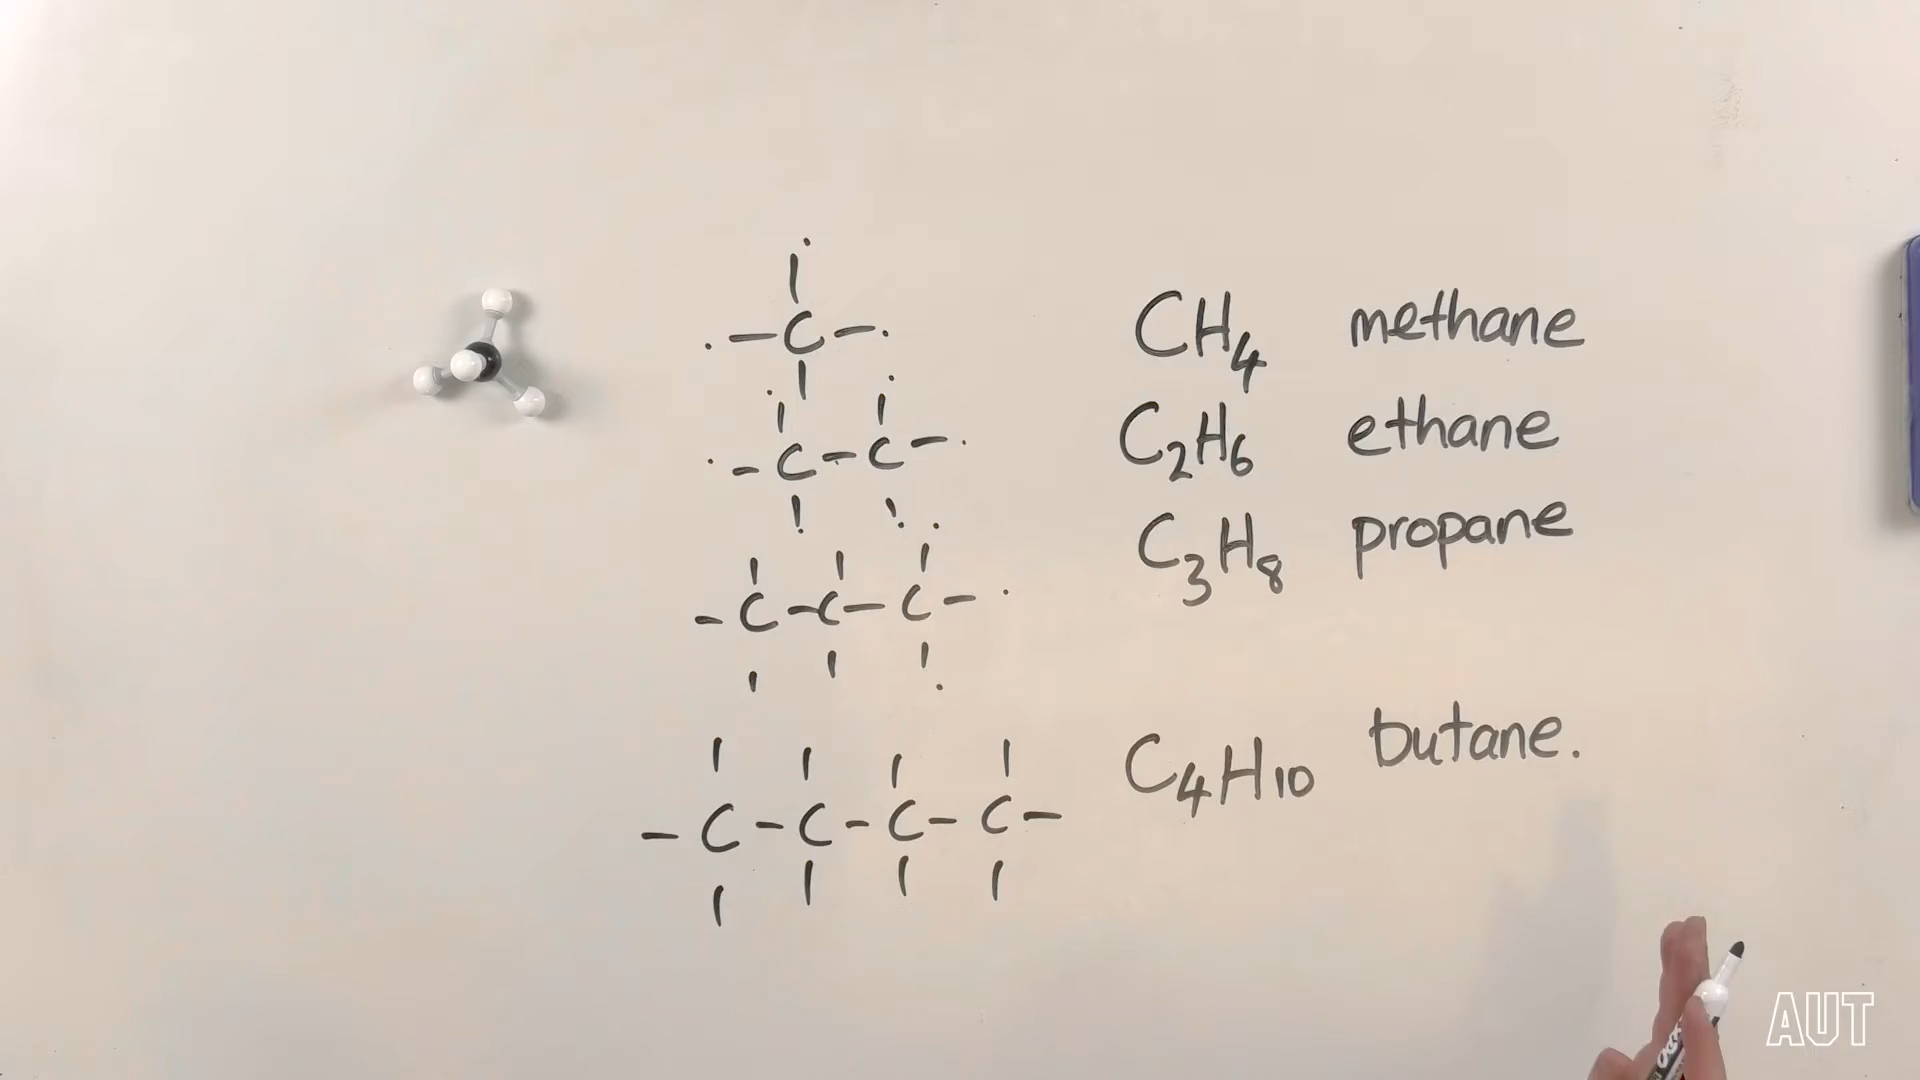 C CH₄ methane
C-C C₂H₆ ethane
C-C-C C₃H₈ propane
C-C-C-C C₄H₁₀ butane.
AUT